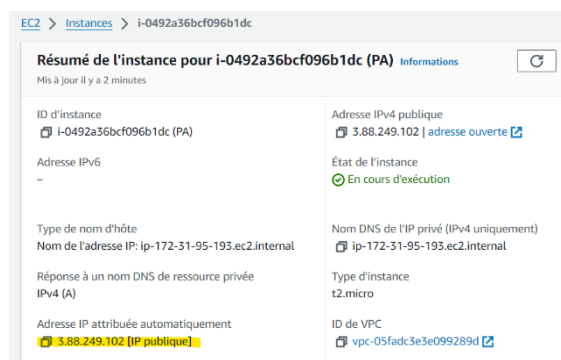 EC2 > Instances > i-0492a36bcf096b1dc
Résumé de l'instance pour i-0492a36bcf096b1dc (PA) Informations
Mis à jour il y a 2 minutes
ID d'instance
i-0492a36bcf096b1dc (PA)
Adresse IPv4 publique
3.88.249.102 | adresse ouverte
Adresse IPv6
–
État de l'instance
En cours d'exécution
Type de nom d'hôte
Nom de l'adresse IP: ip-172-31-95-193.ec2.internal
Nom DNS de l'IP privé (IPv4 uniquement)
ip-172-31-95-193.ec2.internal
Réponse à un nom DNS de ressource privée
IPv4 (A)
Type d'instance
t2.micro
Adresse IP attribuée automatiquement
3.88.249.102 [IP publique]
ID de VPC
vpc-05fadc3e3e099289d